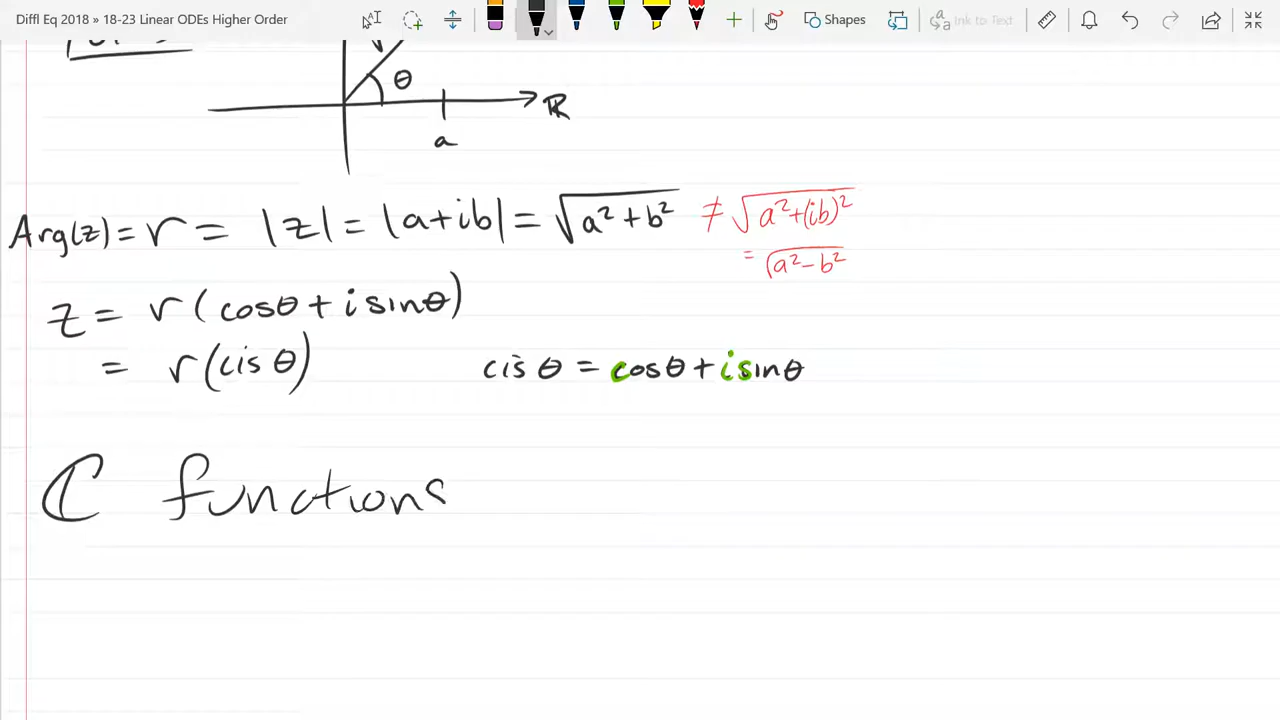 Diffl Eq 2018 » 18-23 Linear ODEs Higher Order
Shapes
Ink to Text
θ
ℝ
a
Arg(z) = r = |z| = |a+ib| = √(a²+b²) ≠ √(a²+(ib)²)
= √(a²-b²)
z = r(cosθ + i sinθ)
= r(cis θ)
cis θ = cosθ + i sinθ
ℂ functions